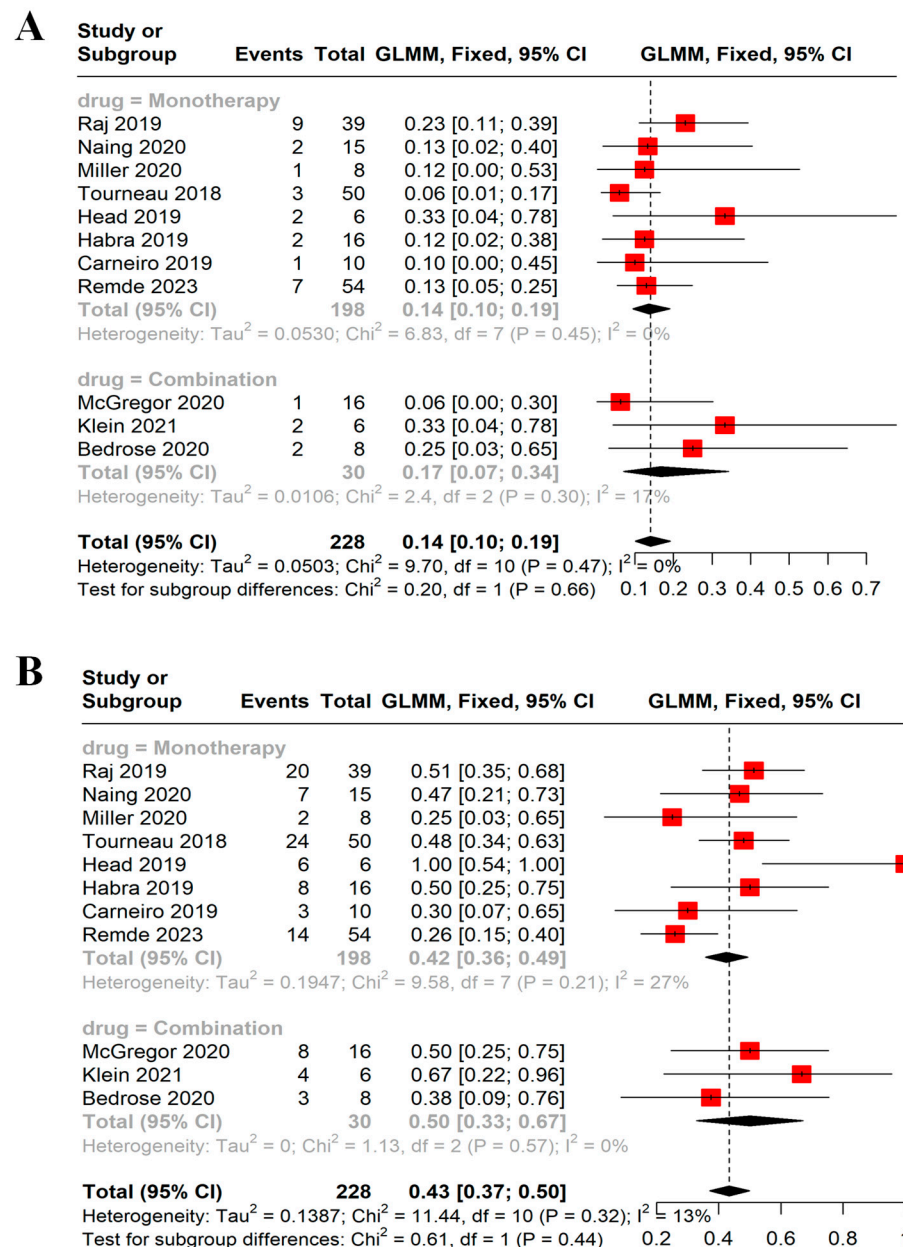 A
Study or
Subgroup Events Total GLMM, Fixed, 95% CI GLMM, Fixed, 95% CI
drug = Monotherapy
Raj 2019 9 39 0.23 [0.11; 0.39]
Naing 2020 2 15 0.13 [0.02; 0.40]
Miller 2020 1 8 0.12 [0.00; 0.53]
Tourneau 2018 3 50 0.06 [0.01; 0.17]
Head 2019 2 6 0.33 [0.04; 0.78]
Habra 2019 2 16 0.12 [0.02; 0.38]
Carneiro 2019 1 10 0.10 [0.00; 0.45]
Remde 2023 7 54 0.13 [0.05; 0.25]
Total (95% CI) 198 0.14 [0.10; 0.19]
Heterogeneity: Tau² = 0.0530; Chi² = 6.83, df = 7 (P = 0.45); I² = 0%
drug = Combination
McGregor 2020 1 16 0.06 [0.00; 0.30]
Klein 2021 2 6 0.33 [0.04; 0.78]
Bedrose 2020 2 8 0.25 [0.03; 0.65]
Total (95% CI) 30 0.17 [0.07; 0.34]
Heterogeneity: Tau² = 0.0106; Chi² = 2.4, df = 2 (P = 0.30); I² = 17%
Total (95% CI) 228 0.14 [0.10; 0.19]
Heterogeneity: Tau² = 0.0503; Chi² = 9.70, df = 10 (P = 0.47); I² = 0%
Test for subgroup differences: Chi² = 0.20, df = 1 (P = 0.66) 0.1 0.2 0.3 0.4 0.5 0.6 0.7
B
Study or
Subgroup Events Total GLMM, Fixed, 95% CI GLMM, Fixed, 95% CI
drug = Monotherapy
Raj 2019 20 39 0.51 [0.35; 0.68]
Naing 2020 7 15 0.47 [0.21; 0.73]
Miller 2020 2 8 0.25 [0.03; 0.65]
Tourneau 2018 24 50 0.48 [0.34; 0.63]
Head 2019 6 6 1.00 [0.54; 1.00]
Habra 2019 8 16 0.50 [0.25; 0.75]
Carneiro 2019 3 10 0.30 [0.07; 0.65]
Remde 2023 14 54 0.26 [0.15; 0.40]
Total (95% CI) 198 0.42 [0.36; 0.49]
Heterogeneity: Tau² = 0.1947; Chi² = 9.58, df = 7 (P = 0.21); I² = 27%
drug = Combination
McGregor 2020 8 16 0.50 [0.25; 0.75]
Klein 2021 4 6 0.67 [0.22; 0.96]
Bedrose 2020 3 8 0.38 [0.09; 0.76]
Total (95% CI) 30 0.50 [0.33; 0.67]
Heterogeneity: Tau² = 0; Chi² = 1.13, df = 2 (P = 0.57); I² = 0%
Total (95% CI) 228 0.43 [0.37; 0.50]
Heterogeneity: Tau² = 0.1387; Chi² = 11.44, df = 10 (P = 0.32); I² = 13%
Test for subgroup differences: Chi² = 0.61, df = 1 (P = 0.44) 0.2 0.4 0.6 0.8